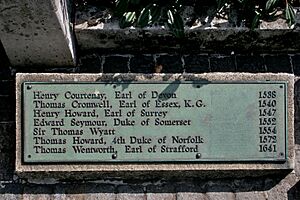 Henry Courtenay, Earl of Devon 1538
Thomas Cromwell, Earl of Essex, K.G. 1540
Henry Howard, Earl of Surrey 1547
Edward Seymour, Duke of Somerset 1552
Sir Thomas Wyatt 1554
Thomas Howard, 4th Duke of Norfolk 1572
Thomas Wentworth, Earl of Strafford 1641